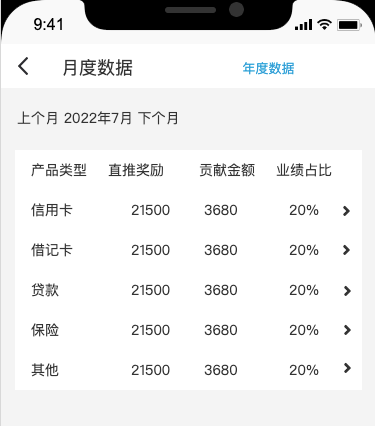 9:41
月度数据 年度数据
上个月 2022年7月 下个月
产品类型 直推奖励 贡献金额 业绩占比
信用卡 21500 3680 20%
借记卡 21500 3680 20%
贷款 21500 3680 20%
保险 21500 3680 20%
其他 21500 3680 20%